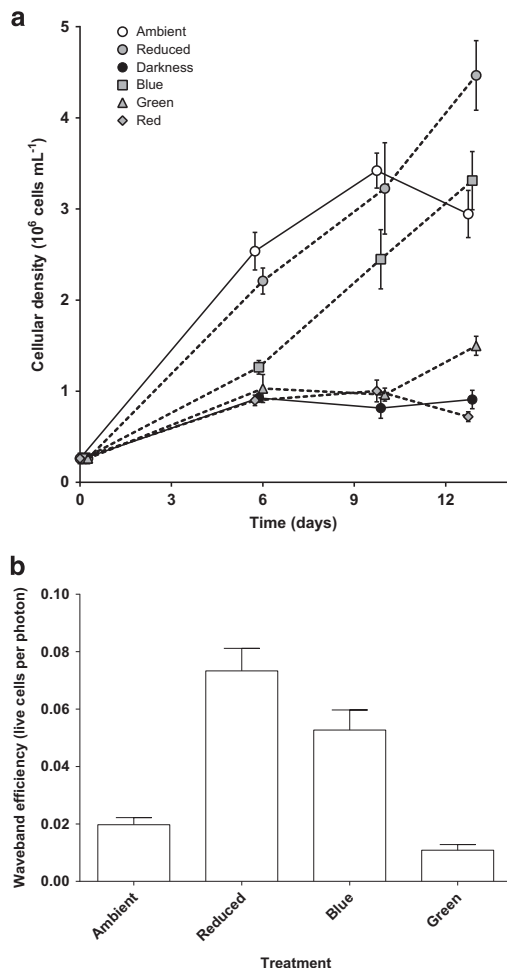 a
Ambient
Reduced
Darkness
Blue
Green
Red
5
4
3
2
1
0
Cellular density (10⁶ cells mL⁻¹)
0 3 6 9 12
Time (days)
b
0.10
0.08
0.06
0.04
0.02
0.00
Waveband efficiency (live cells per photon)
Ambient
Reduced
Blue
Green
Treatment